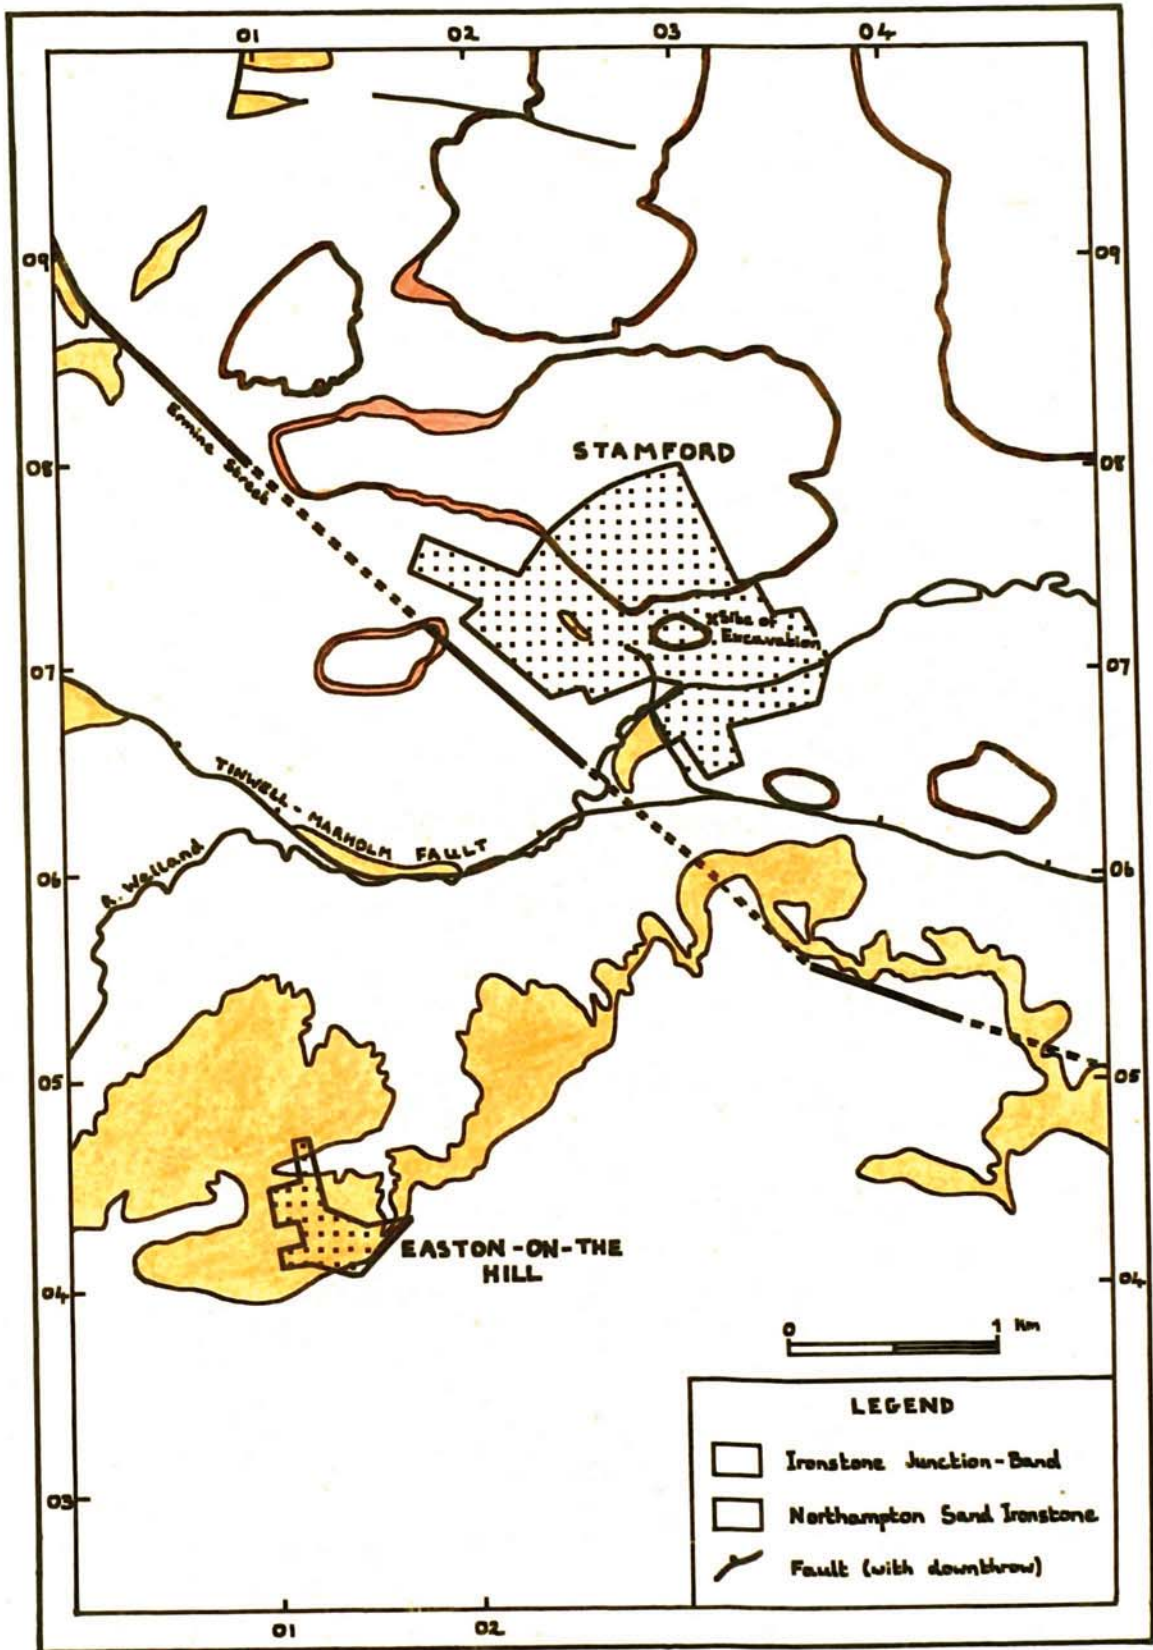 01 02 03 04
09 09
Ermine Street
08 08
STAMFORD
x Site of
Excavation
07 07
TINWELL - MARHOLM FAULT
R. Welland
06 06
05 05
EASTON-ON-THE
HILL
04 04
0 1 Km
LEGEND
Ironstone Junction-Band
Northampton Sand Ironstone
Fault (with downthrow)
03
01 02